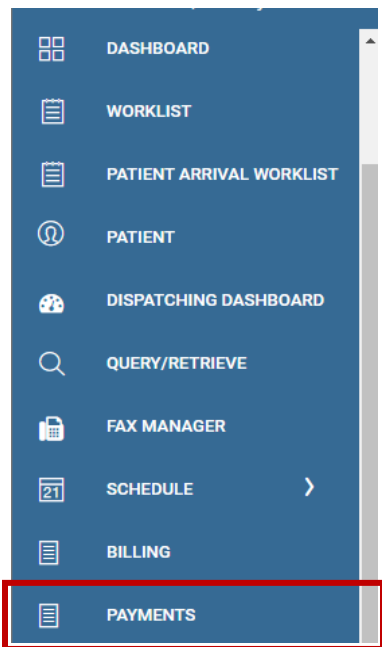 DASHBOARD
WORKLIST
PATIENT ARRIVAL WORKLIST
PATIENT
DISPATCHING DASHBOARD
QUERY/RETRIEVE
FAX MANAGER
21 SCHEDULE
BILLING
PAYMENTS